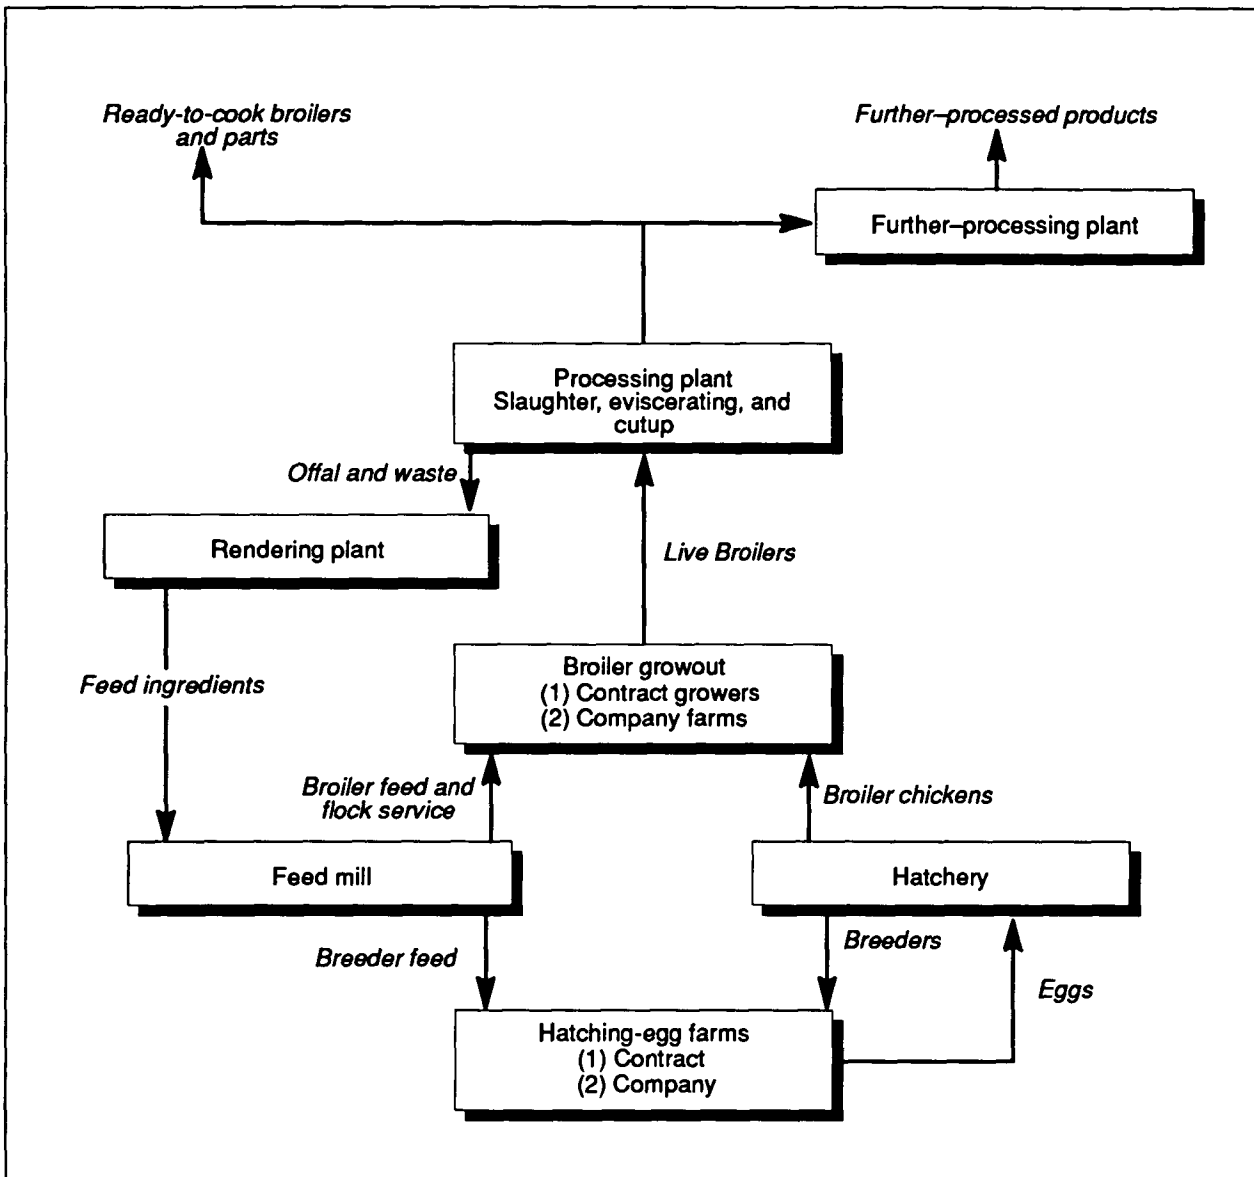 Ready-to-cook broilers
and parts
Further–processed products
Further–processing plant
Processing plant
Slaughter, eviscerating, and
cutup
Offal and waste
Rendering plant
Live Broilers
Broiler growout
(1) Contract growers
(2) Company farms
Feed ingredients
Broiler feed and
flock service
Broiler chickens
Feed mill
Hatchery
Breeder feed
Breeders
Eggs
Hatching-egg farms
(1) Contract
(2) Company